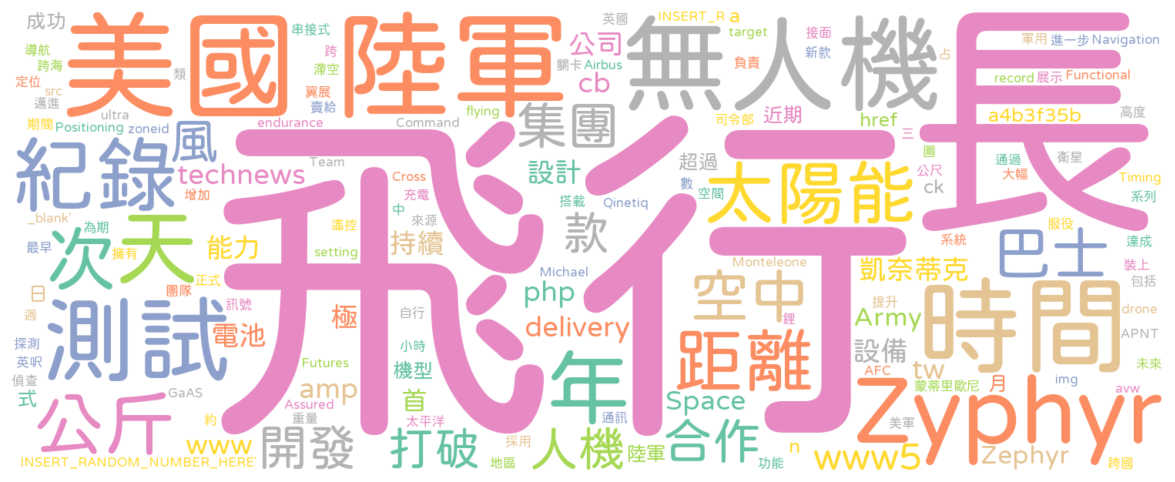 成功 串接式 英國 INSERT_R a 接面 長 軍用 進一步 Navigation
導航 美國 陸軍 跨 公司 target 新款 占
跨海 類 滯空 關卡 Airbus 無人機 負責
定位 src 翼展 cb record 展示 Functional
邁進 ultra 賣給 flying 集團 司令部 近期 href a4b3f35b 高度
期間 Positioning zoneid endurance Command 三
紀錄 風 飛行 設計 超過 圖 通過 衛星
technews Team Cross 太陽能 ck 公尺 大幅 Timing
增加 充電 搭載 數 空間 系列
_blank' 為期 中 來源 款 Qinetiq 服役
最早 次 天 擁有 能力 遙控 持續 系統 巴士 達成
setting Monteleone 裝上
日 正式 Michael 空中 凱奈蒂克 包括
團隊 php 時間
週 測試 訊號 極 自行 提升 drone
探測 電池 小時 delivery 鋰 Army APNT
英呎 Futures 年 距離 設備 未來
偵查 機型 AFC tw 蒙蒂里歐尼 img
式 GaAS amp 首 Space 月 Zyphyr avw
公斤 約 Assured 重量 太平洋 通訊 美軍
www 開發 打破 採用 人機 陸軍 合作 n www5 Zephyr
INSERT_RANDOM_NUMBER_HERE' 地區 功能 跨國